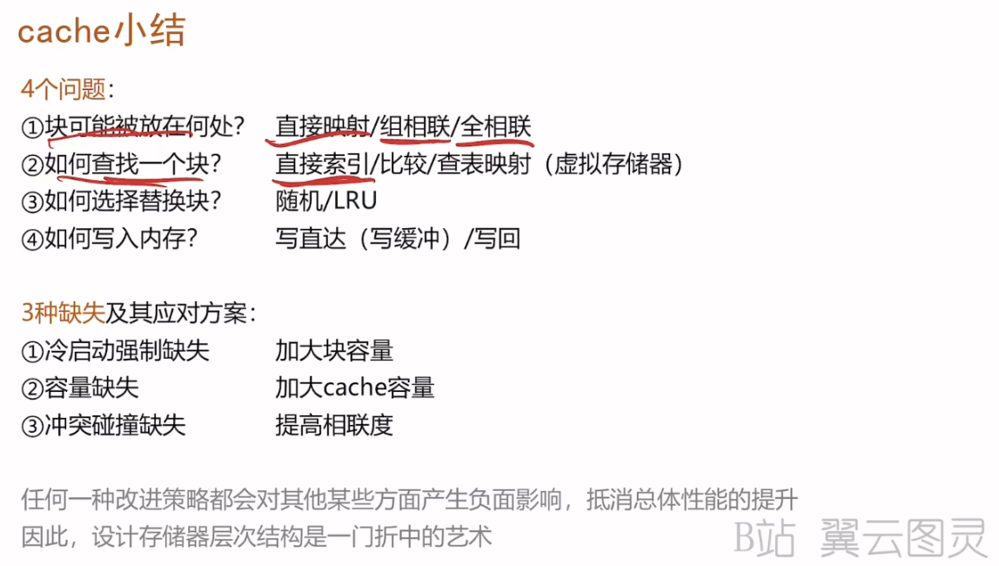 cache小结
4个问题：
①块可能被放在何处？ 直接映射/组相联/全相联
②如何查找一个块？ 直接索引/比较/查表映射（虚拟存储器）
③如何选择替换块？ 随机/LRU
④如何写入内存？ 写直达（写缓冲）/写回
3种缺失及其应对方案：
①冷启动强制缺失 加大块容量
②容量缺失 加大cache容量
③冲突碰撞缺失 提高相联度
任何一种改进策略都会对其他某些方面产生负面影响，抵消总体性能的提升
因此，设计存储器层次结构是一门折中的艺术
B站 翼云图灵